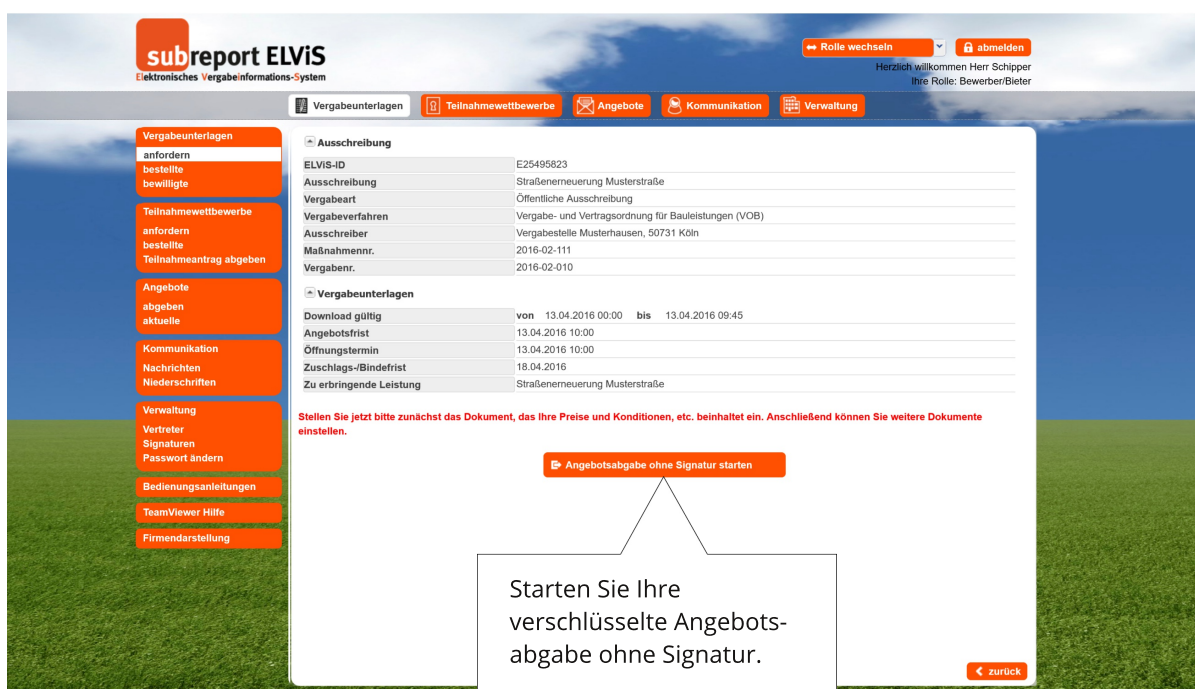 subreport ELViS
Elektronisches Vergabeinformations-System
Rolle wechseln
abmelden
Herzlich willkommen Herr Schipper
Ihre Rolle: Bewerber/Bieter
Vergabeunterlagen Teilnahmewettbewerbe Angebote Kommunikation Verwaltung
Vergabeunterlagen
anfordern
bestellte
bewilligte
Teilnahmewettbewerbe
anfordern
bestellte
Teilnahmeantrag abgeben
Angebote
abgeben
aktuelle
Kommunikation
Nachrichten
Niederschriften
Verwaltung
Vertreter
Signaturen
Passwort ändern
Bedienungsanleitungen
TeamViewer Hilfe
Firmendarstellung
Ausschreibung
ELViS-ID E25495823
Ausschreibung Straßenerneuerung Musterstraße
Vergabeart Öffentliche Ausschreibung
Vergabeverfahren Vergabe- und Vertragsordnung für Bauleistungen (VOB)
Ausschreiber Vergabestelle Musterhausen, 50731 Köln
Maßnahmennr. 2016-02-111
Vergabenr. 2016-02-010
Vergabeunterlagen
Download gültig von 13.04.2016 00:00 bis 13.04.2016 09:45
Angebotsfrist 13.04.2016 10:00
Öffnungstermin 13.04.2016 10:00
Zuschlags-/Bindefrist 18.04.2016
Zu erbringende Leistung Straßenerneuerung Musterstraße
Stellen Sie jetzt bitte zunächst das Dokument, das Ihre Preise und Konditionen, etc. beinhaltet ein. Anschließend können Sie weitere Dokumente
einstellen.
Angebotsabgabe ohne Signatur starten
Starten Sie Ihre
verschlüsselte Angebots-
abgabe ohne Signatur.
zurück